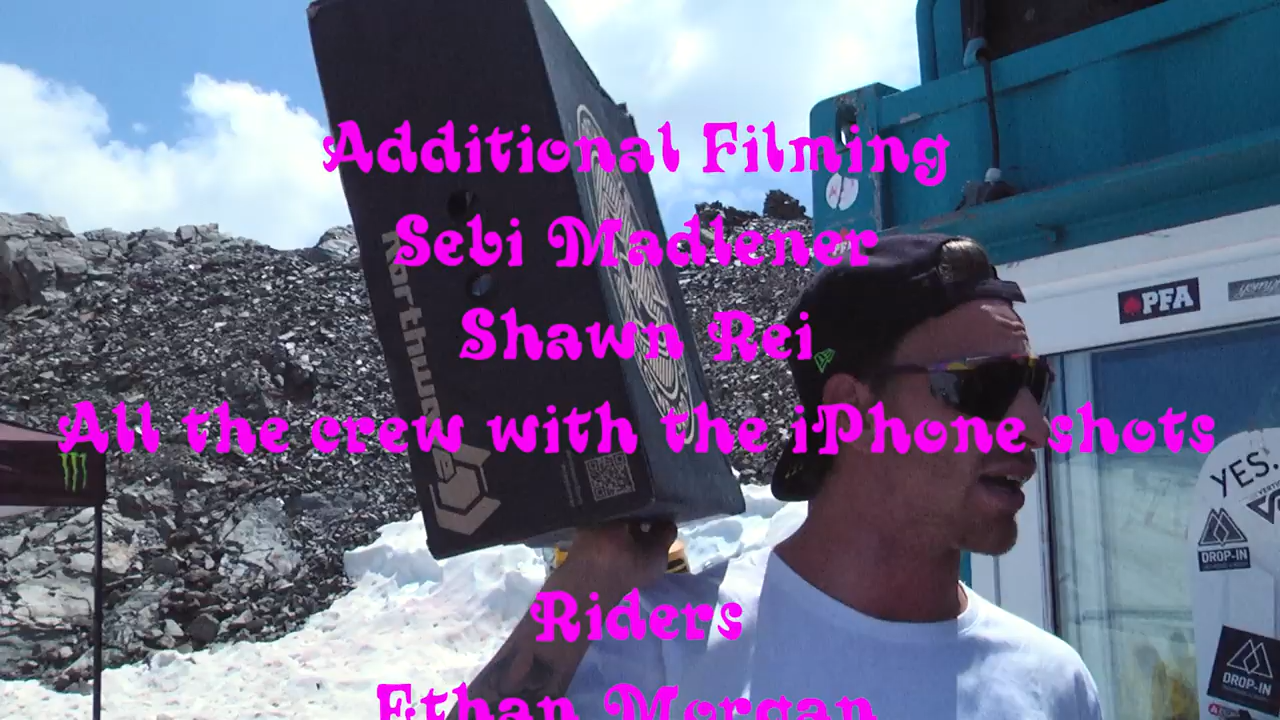 Additional Filming
Sebi Madlener
Shawn Rei
All the crew with the iPhone shots
Riders
Ethan Morgan
Northwave
PFA
YES.
DROP-IN
DROP-IN